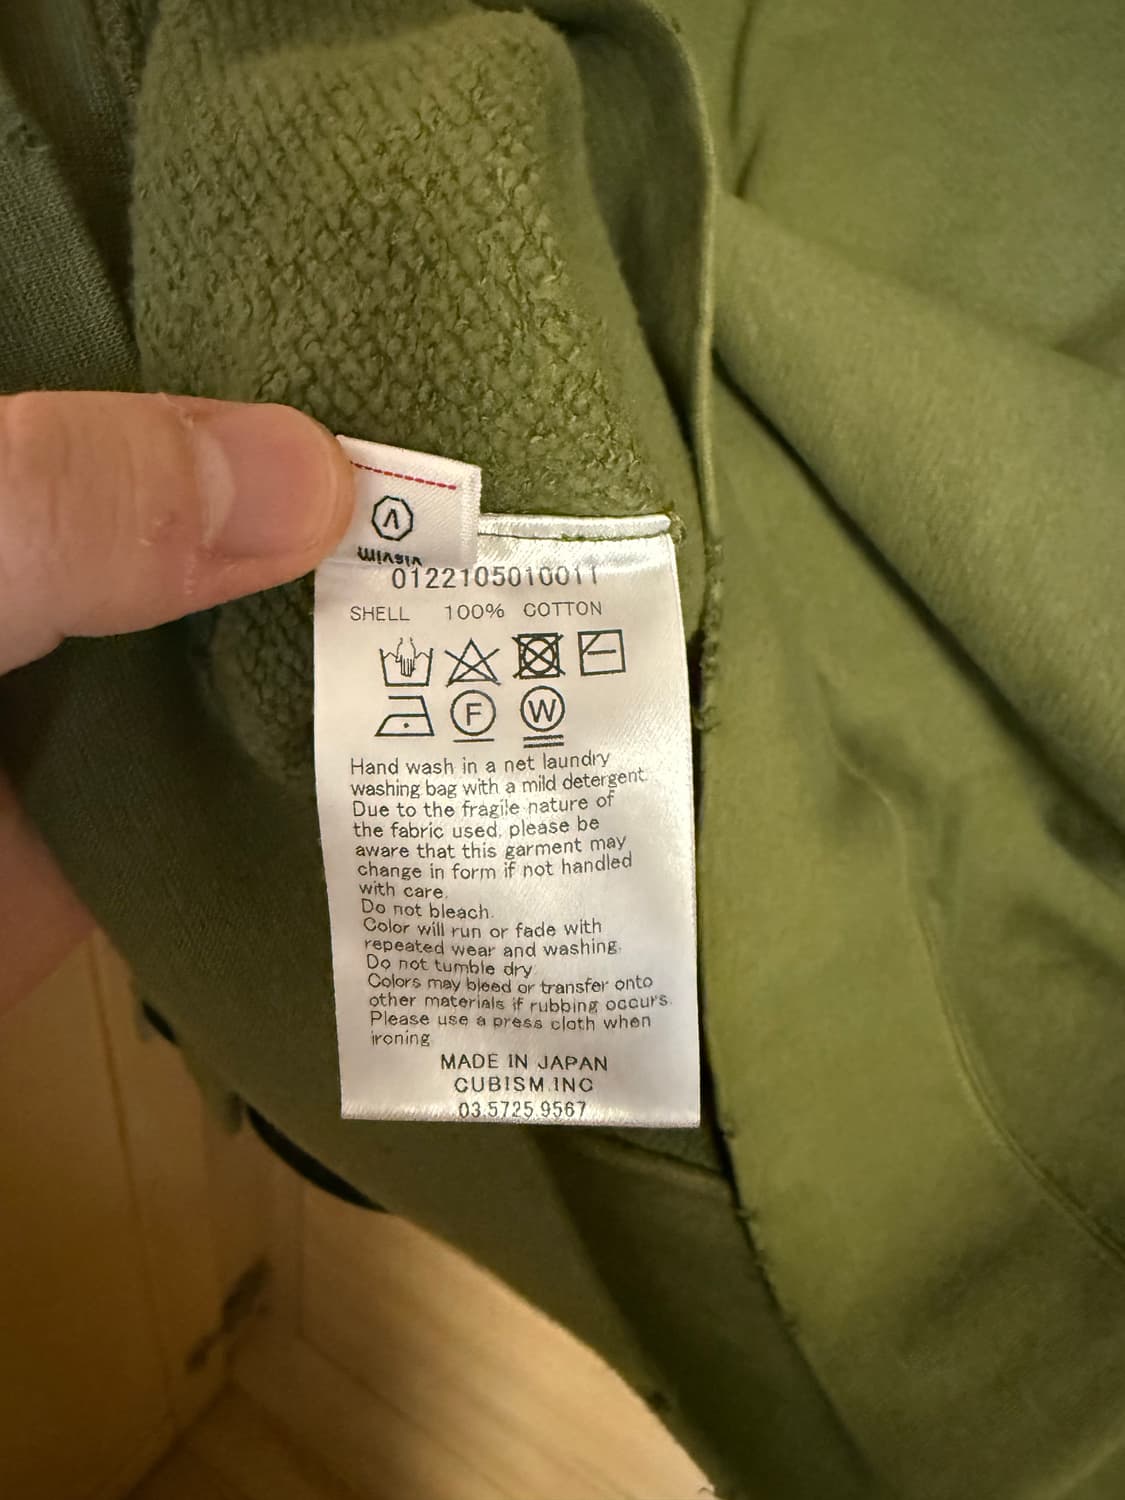 visvim
0122105010011
SHELL 100% COTTON
F W
Hand wash in a net laundry
washing bag with a mild detergent.
Due to the fragile nature of
the fabric used, please be
aware that this garment may
change in form if not handled
with care.
Do not bleach.
Color will run or fade with
repeated wear and washing.
Do not tumble dry.
Colors may bleed or transfer onto
other materials if rubbing occurs.
Please use a press cloth when
ironing.
MADE IN JAPAN
CUBISM.INC
03.5725.9567